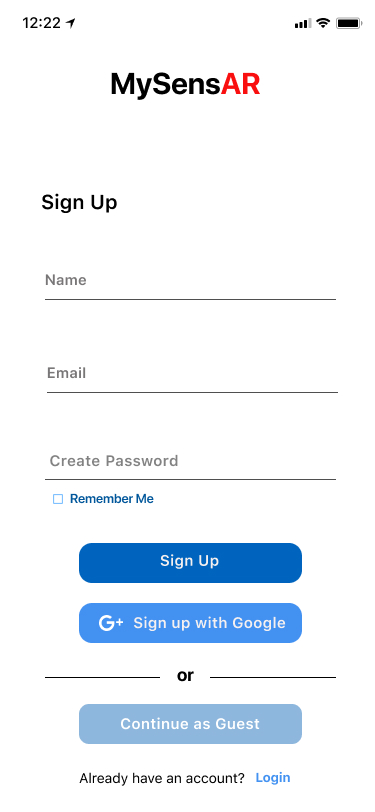 12:22
MySensAR
Sign Up
Name
Email
Create Password
Remember Me
Sign Up
G+ Sign up with Google
or
Continue as Guest
Already have an account? Login